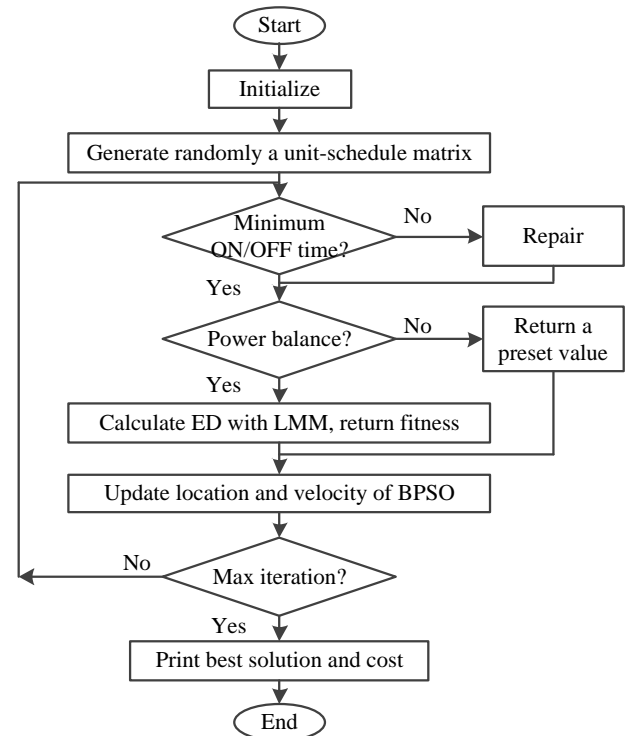 Start
Initialize
Generate randomly a unit-schedule matrix
Minimum
ON/OFF time?
No
Repair
Yes
Power balance?
No
Return a
preset value
Yes
Calculate ED with LMM, return fitness
Update location and velocity of BPSO
Max iteration?
No
Yes
Print best solution and cost
End